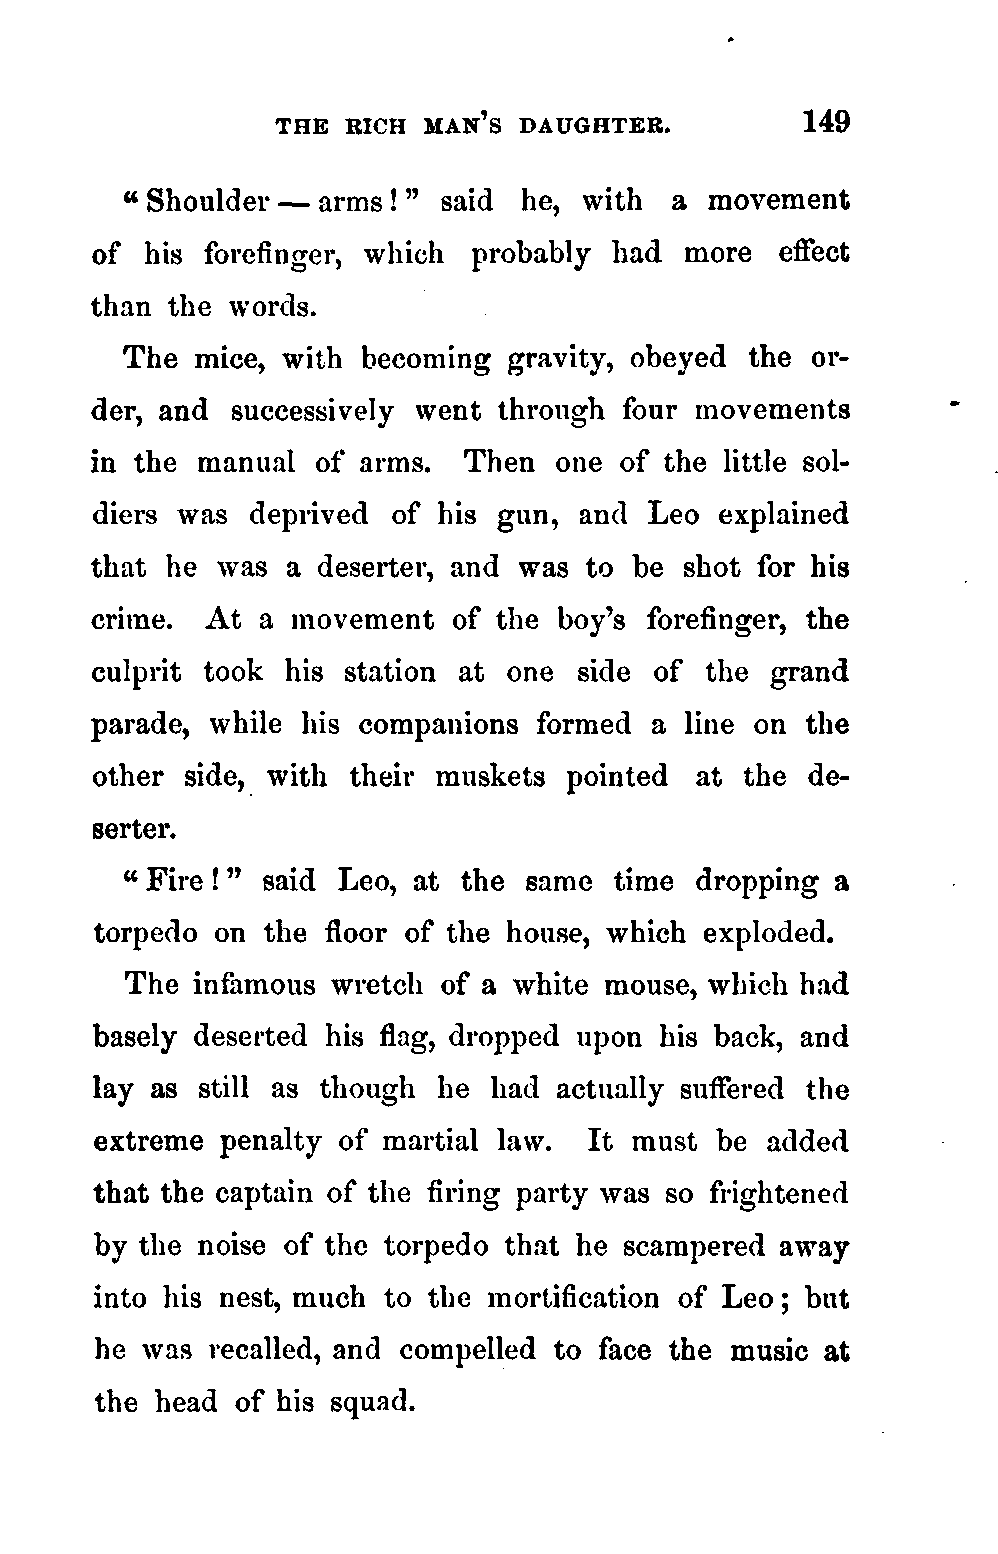 THE RICH MAN'S DAUGHTER. 149
“Shoulder — arms!” said he, with a movement
of his forefinger, which probably had more effect
than the words.
The mice, with becoming gravity, obeyed the or-
der, and successively went through four movements
in the manual of arms. Then one of the little sol-
diers was deprived of his gun, and Leo explained
that he was a deserter, and was to be shot for his
crime. At a movement of the boy's forefinger, the
culprit took his station at one side of the grand
parade, while his companions formed a line on the
other side, with their muskets pointed at the de-
serter.
“Fire!” said Leo, at the same time dropping a
torpedo on the floor of the house, which exploded.
The infamous wretch of a white mouse, which had
basely deserted his flag, dropped upon his back, and
lay as still as though he had actually suffered the
extreme penalty of martial law. It must be added
that the captain of the firing party was so frightened
by the noise of the torpedo that he scampered away
into his nest, much to the mortification of Leo; but
he was recalled, and compelled to face the music at
the head of his squad.